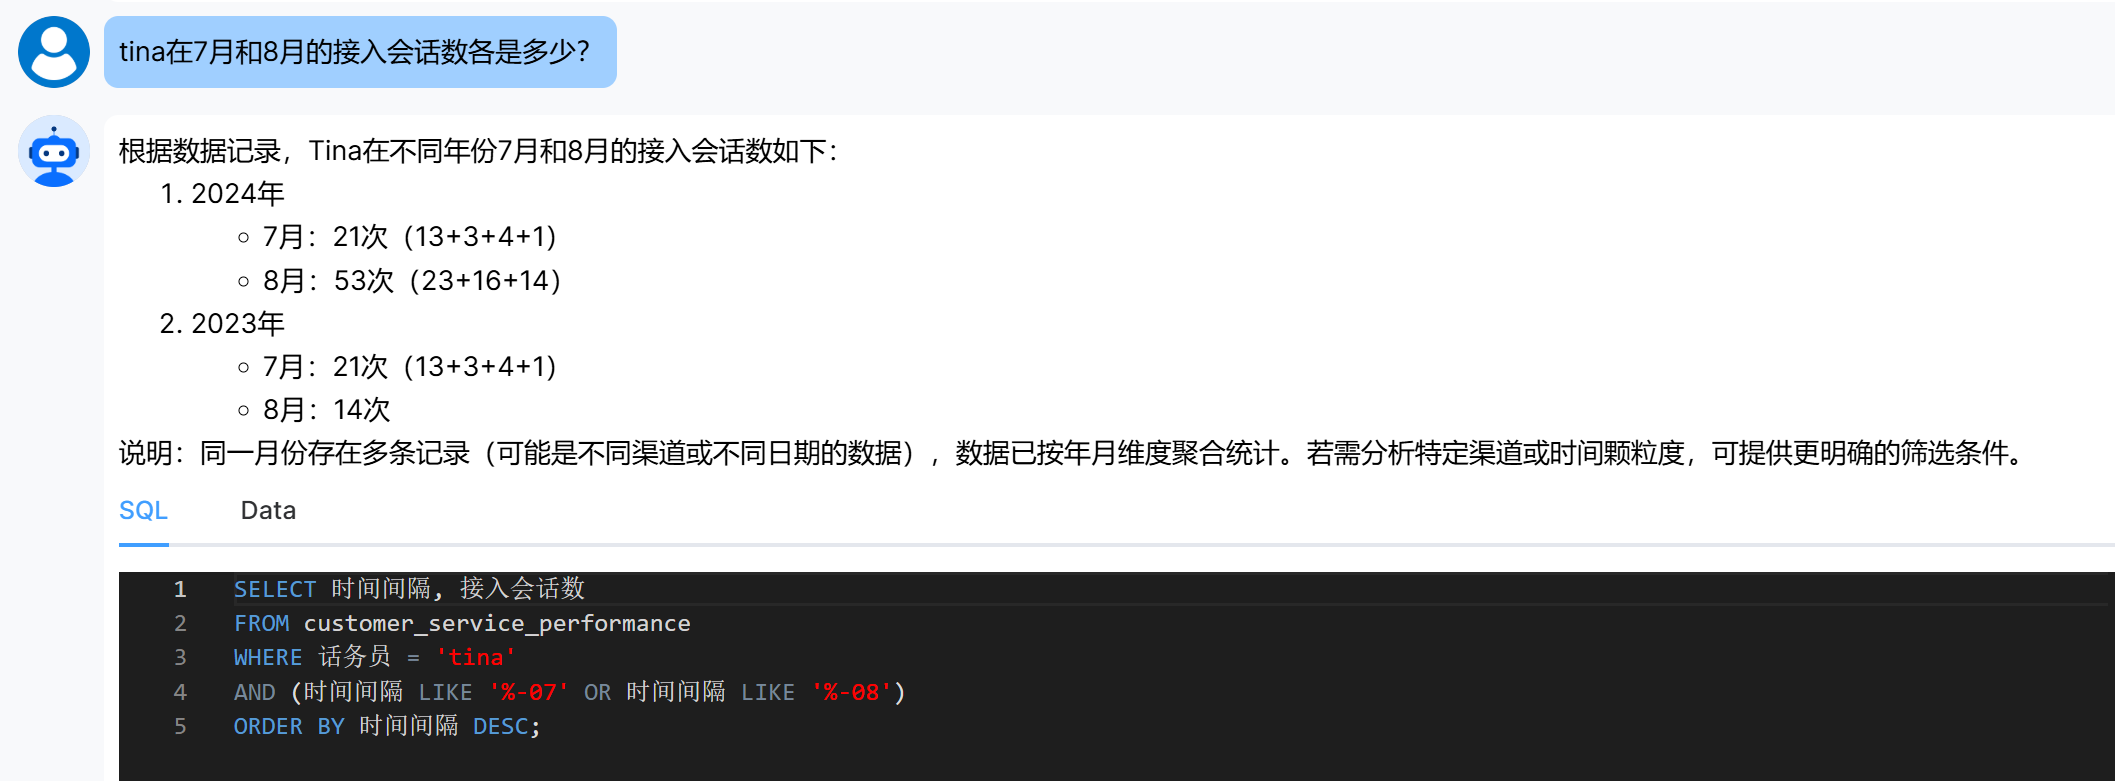 tina在7月和8月的接入会话数各是多少？
根据数据记录，Tina在不同年份7月和8月的接入会话数如下：
1. 2024年
7月：21次（13+3+4+1）
8月：53次（23+16+14）
2. 2023年
7月：21次（13+3+4+1）
8月：14次
说明：同一月份存在多条记录（可能是不同渠道或不同日期的数据），数据已按年月维度聚合统计。若需分析特定渠道或时间颗粒度，可提供更明确的筛选条件。
SQL Data
1 SELECT 时间间隔, 接入会话数
2 FROM customer_service_performance
3 WHERE 话务员 = 'tina'
4 AND (时间间隔 LIKE '%-07' OR 时间间隔 LIKE '%-08')
5 ORDER BY 时间间隔 DESC;